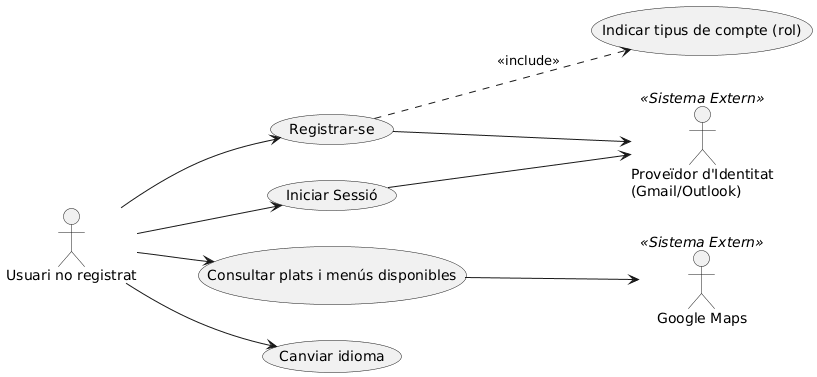 Indicar tipus de compte (rol)
«include»
«Sistema Extern»
Registrar-se
Proveïdor d'Identitat
(Gmail/Outlook)
Iniciar Sessió
«Sistema Extern»
Usuari no registrat
Consultar plats i menús disponibles
Google Maps
Canviar idioma